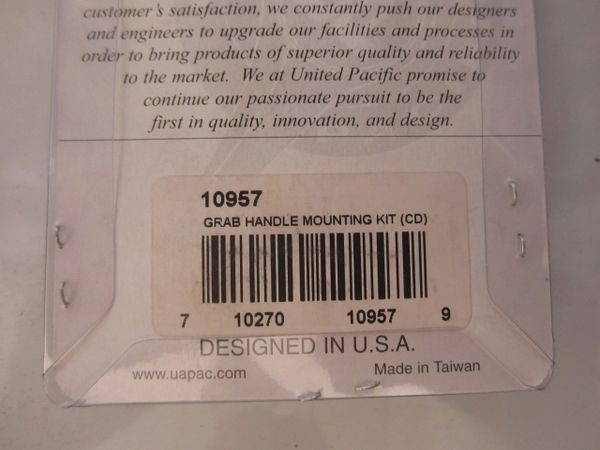 customer's satisfaction, we constantly push our designers
and engineers to upgrade our facilities and processes in
order to bring products of superior quality and reliability
to the market. We at United Pacific promise to
continue our passionate pursuit to be the
first in quality, innovation, and design.
10957
GRAB HANDLE MOUNTING KIT (CD)
7 10270 10957 9
DESIGNED IN U.S.A.
www.uapac.com Made in Taiwan